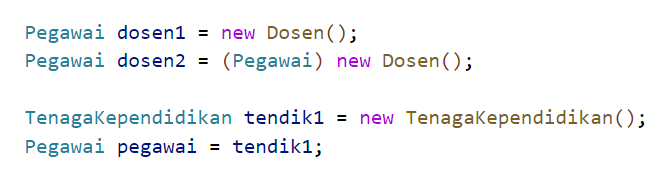 Pegawai dosen1 = new Dosen();
Pegawai dosen2 = (Pegawai) new Dosen();
TenagaKependidikan tendik1 = new TenagaKependidikan();
Pegawai pegawai = tendik1;